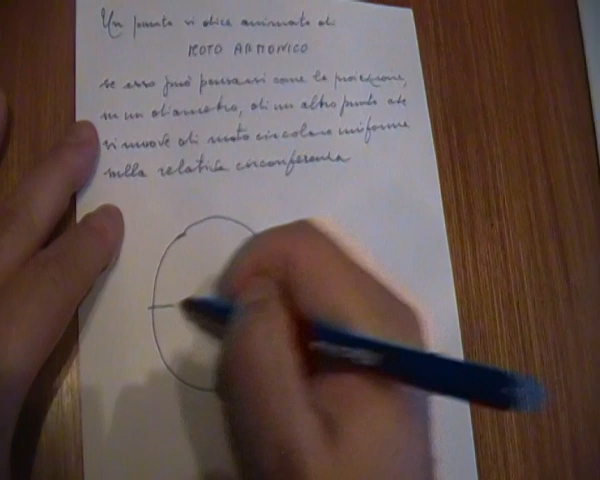 Un punto si dice animato di
MOTO ARMONICO
se esso può pensarsi come la proiezione,
su un diametro, di un altro punto che
si muove di moto circolare uniforme
sulla relativa circonferenza